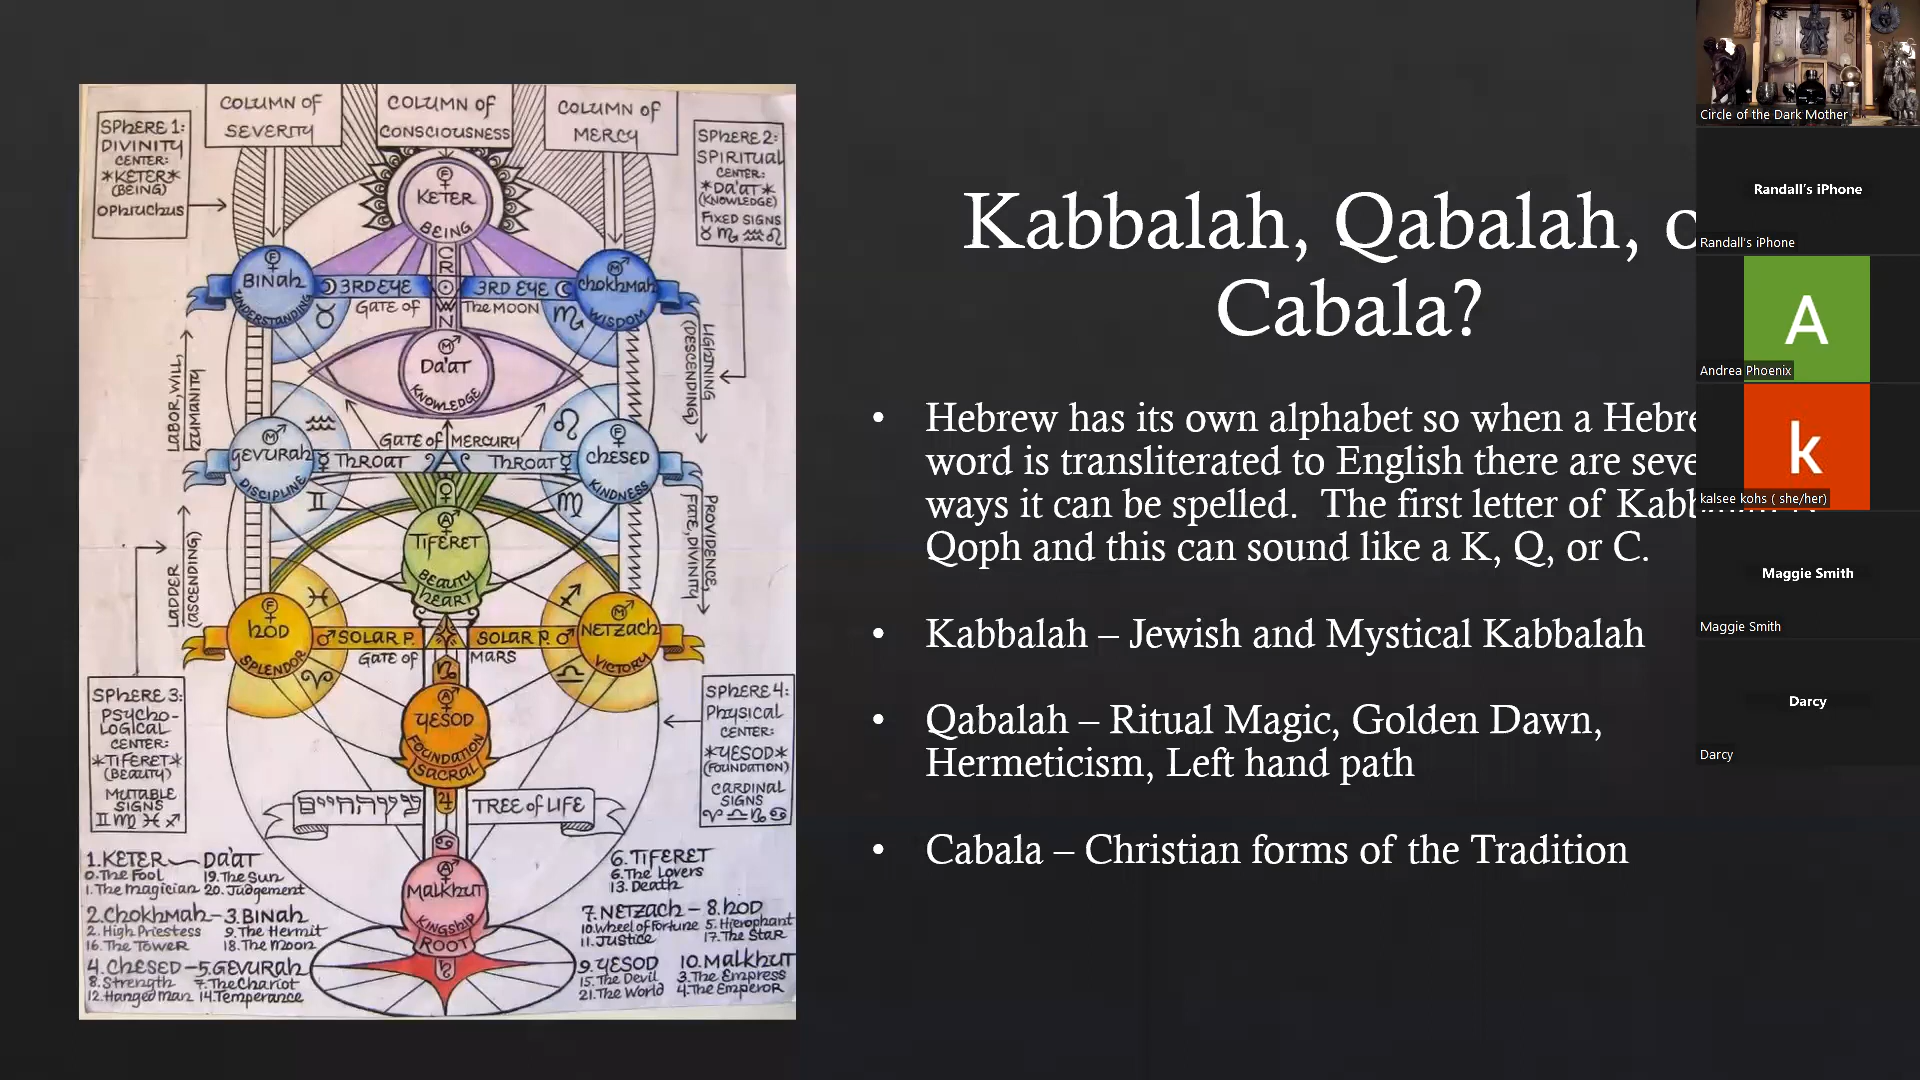 COLUMN OF
SEVERITY
COLUMN OF
CONSCIOUSNESS
COLUMN OF
MERCY
SPHERE 1:
DIVINITY
CENTER:
*KETER*
(BEING)
OPHIUCHUS
SPHERE 2:
SPIRITUAL
CENTER:
*DA'AT*
(KNOWLEDGE)
FIXED SIGNS
♉ ♏ ♒ ♌
KETER
BEING
CROWN
BINAH
UNDERSTANDING
☽ 3RD EYE
3RD EYE ☾
CHOKHMAH
WISDOM
GATE OF
THE MOON
♉
♏
DA'AT
KNOWLEDGE
LABOR, WILL,
HUMANITY
LIGHTNING
(DESCENDING)
♒
♌
GATE OF MERCURY
GEVURAH
DISCIPLINE
☿ THROAT
THROAT ☿
CHESED
KINDNESS
♊
♍
TIFERET
BEAUTY
HEART
LADDER
(ASCENDING)
PROVIDENCE,
FATE, DIVINITY
♓
♐
HOD
SPLENDOR
♂ SOLAR P.
SOLAR P. ♂
NETZACH
VICTORY
GATE OF
MARS
♈
♎
♑
YESOD
FOUNDATION
SACRAL
♃
SPHERE 3:
PSYCHO-
LOGICAL
CENTER:
*TIFERET*
(BEAUTY)
MUTABLE
SIGNS
♊ ♍ ♓ ♐
SPHERE 4:
PHYSICAL
CENTER:
*YESOD*
(FOUNDATION)
CARDINAL
SIGNS
♈ ♎ ♑ ♋
TREE OF LIFE
♋
MALKHUT
KINGSHIP
ROOT
♄
1. KETER — DA'AT
0. The Fool 19. The Sun
1. The Magician 20. Judgement
2. CHOKHMAH - 3. BINAH
2. High Priestess 9. The Hermit
16. The Tower 18. The Moon
4. CHESED - 5. GEVURAH
8. Strength 7. The Chariot
12. Hanged Man 14. Temperance
6. TIFERET
6. The Lovers
13. Death
7. NETZACH - 8. HOD
10. Wheel of Fortune 5. Hierophant
11. Justice 17. The Star
9. YESOD 10. MALKHUT
15. The Devil 3. The Empress
21. The World 4. The Emperor
Kabbalah, Qabalah, o
Cabala?
• Hebrew has its own alphabet so when a Hebre
word is transliterated to English there are seve
ways it can be spelled. The first letter of Kabb
Qoph and this can sound like a K, Q, or C.
• Kabbalah – Jewish and Mystical Kabbalah
• Qabalah – Ritual Magic, Golden Dawn,
Hermeticism, Left hand path
• Cabala – Christian forms of the Tradition
Circle of the Dark Mother
Randall's iPhone
Randall's iPhone
A
Andrea Phoenix
k
kalsee kohs ( she/her)
Maggie Smith
Maggie Smith
Darcy
Darcy